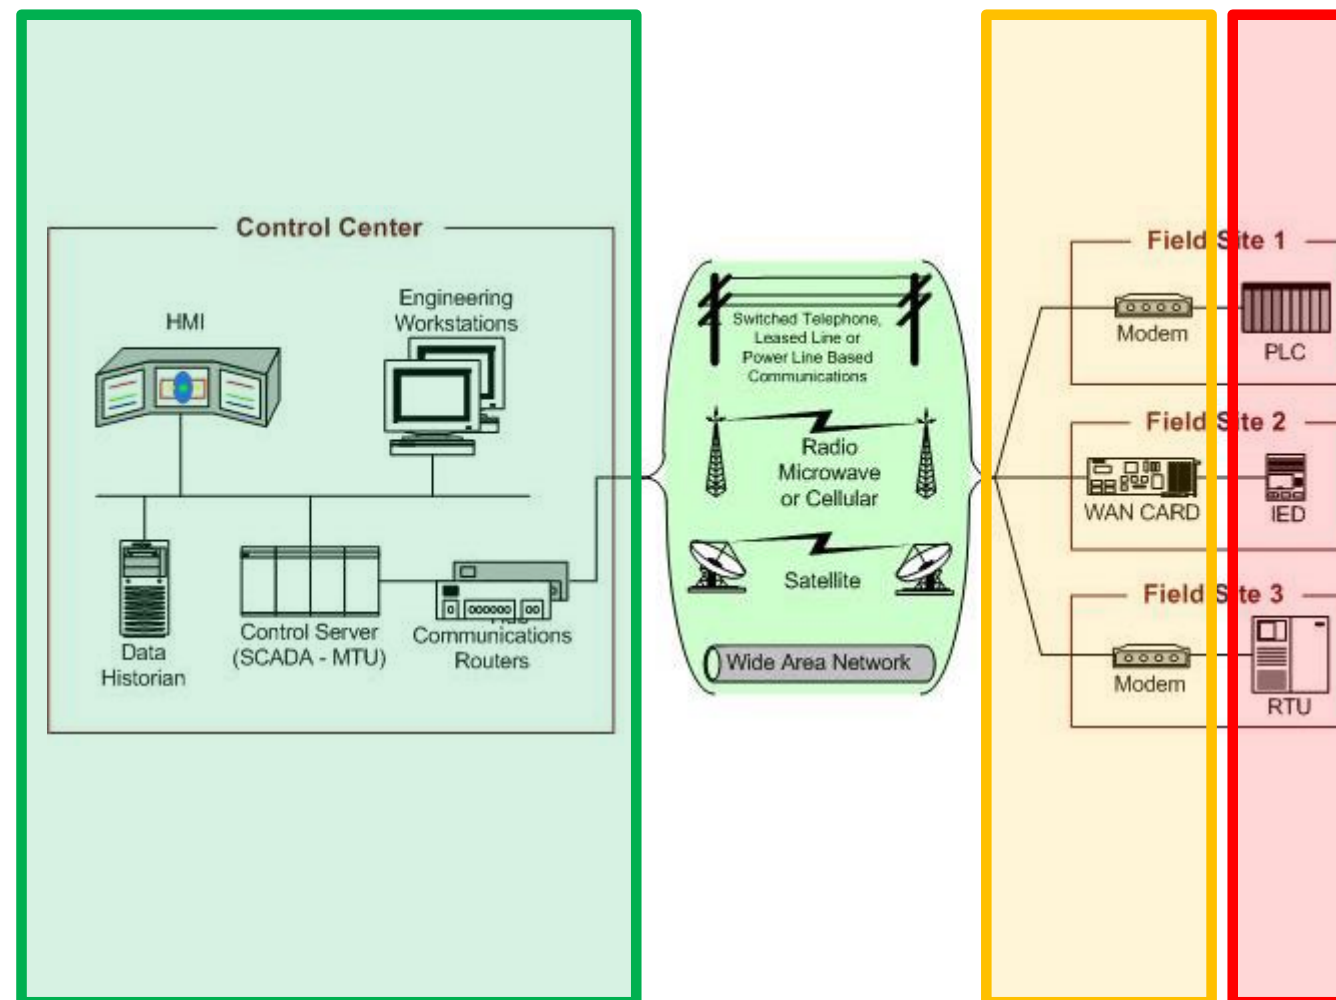 Control Center
HMI
Engineering
Workstations
Data
Historian
Control Server
(SCADA - MTU)
Communications
Routers
Switched Telephone,
Leased Line or
Power Line Based
Communications
Radio
Microwave
or Cellular
Satellite
Wide Area Network
Field Site 1
Modem
PLC
Field Site 2
WAN CARD
IED
Field Site 3
Modem
RTU